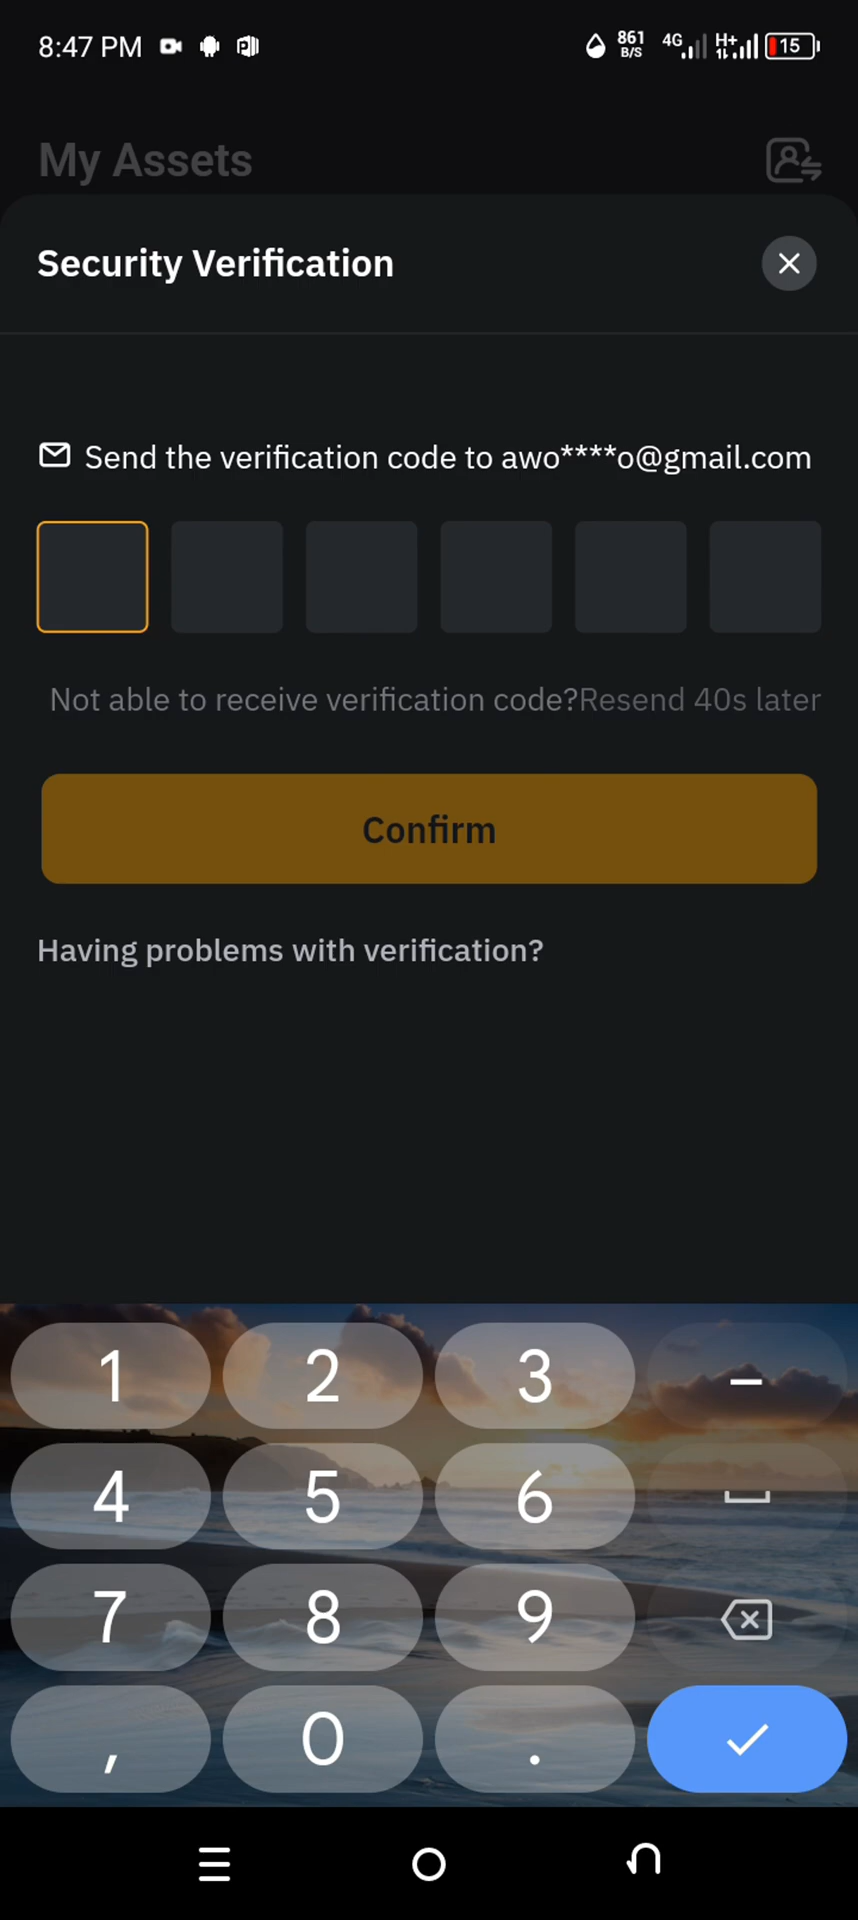 8:47 PM 861 B/S 4G H+ 15
My Assets
Security Verification
Send the verification code to awo****o@gmail.com
Not able to receive verification code?Resend 40s later
Confirm
Having problems with verification?
1 2 3 –
4 5 6
7 8 9
, 0 .